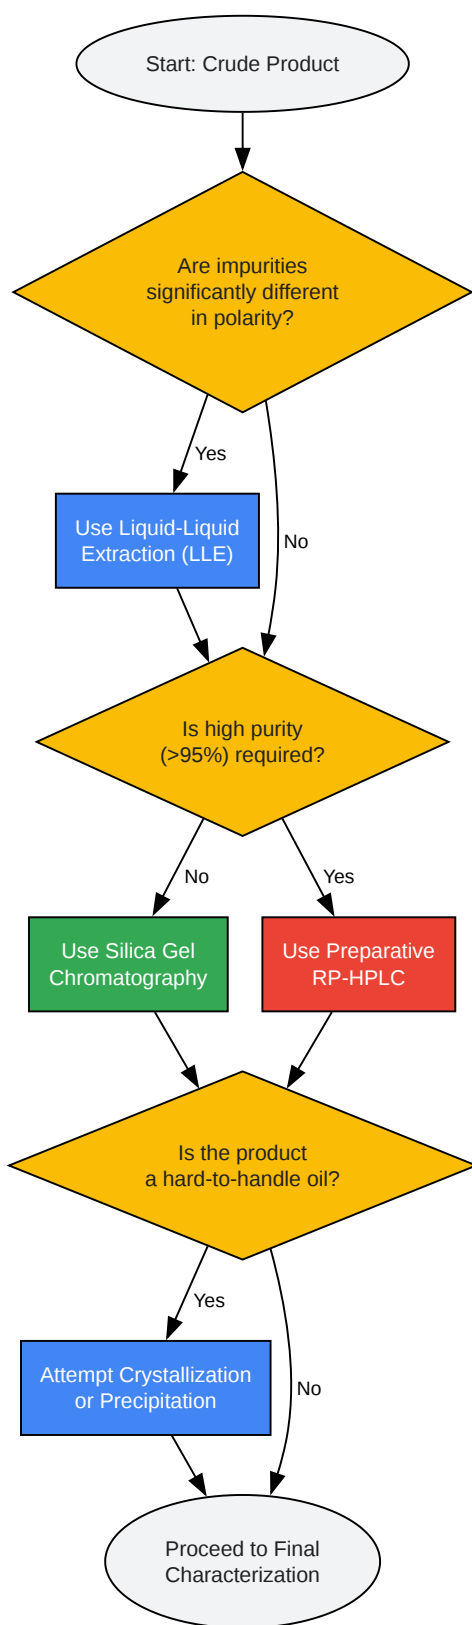 Start: Crude Product
Are impurities
significantly different
in polarity?
Yes
Use Liquid-Liquid
Extraction (LLE)
No
Is high purity
(>95%) required?
No
Yes
Use Silica Gel
Chromatography
Use Preparative
RP-HPLC
Is the product
a hard-to-handle oil?
Yes
Attempt Crystallization
or Precipitation
No
Proceed to Final
Characterization